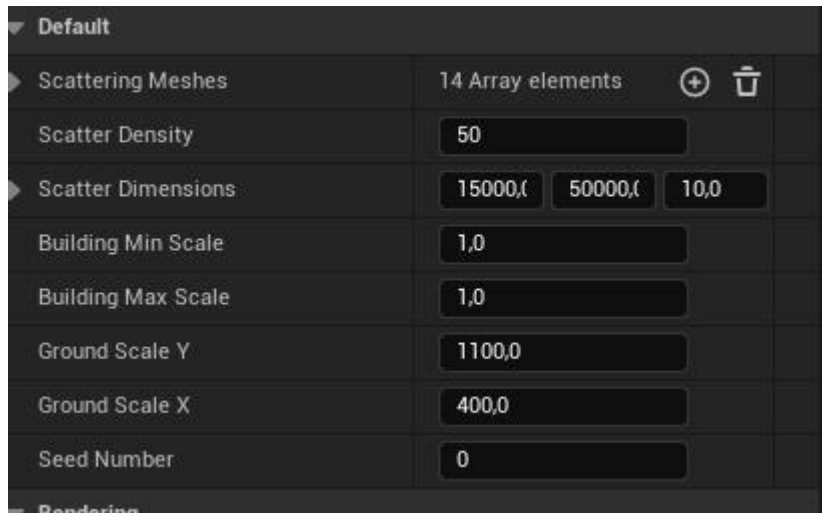 Default
Scattering Meshes 14 Array elements
Scatter Density 50
Scatter Dimensions 15000,( 50000,( 10,0
Building Min Scale 1,0
Building Max Scale 1,0
Ground Scale Y 1100,0
Ground Scale X 400,0
Seed Number 0
Rendering